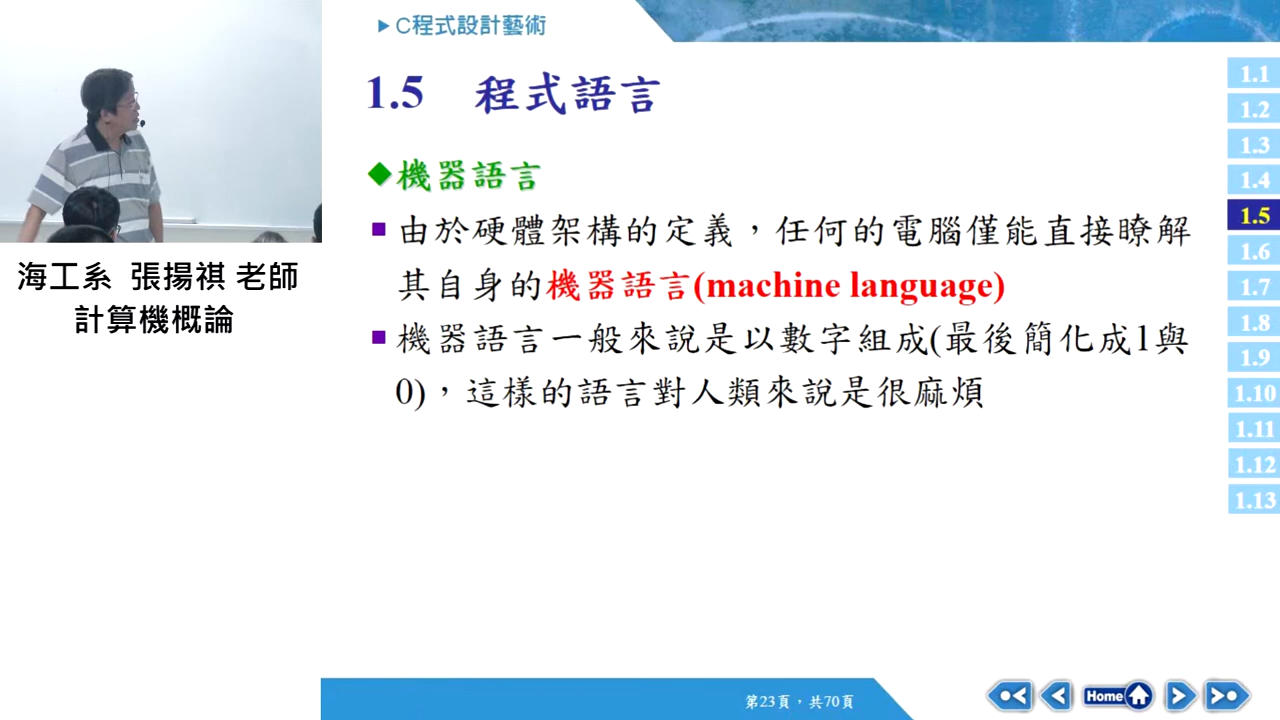 C程式設計藝術
1.5 程式語言
機器語言
由於硬體架構的定義，任何的電腦僅能直接瞭解
其自身的機器語言(machine language)
機器語言一般來說是以數字組成(最後簡化成1與
0)，這樣的語言對人類來說是很麻煩
海工系 張揚祺 老師
計算機概論
1.1
1.2
1.3
1.4
1.5
1.6
1.7
1.8
1.9
1.10
1.11
1.12
1.13
第23頁，共70頁
Home